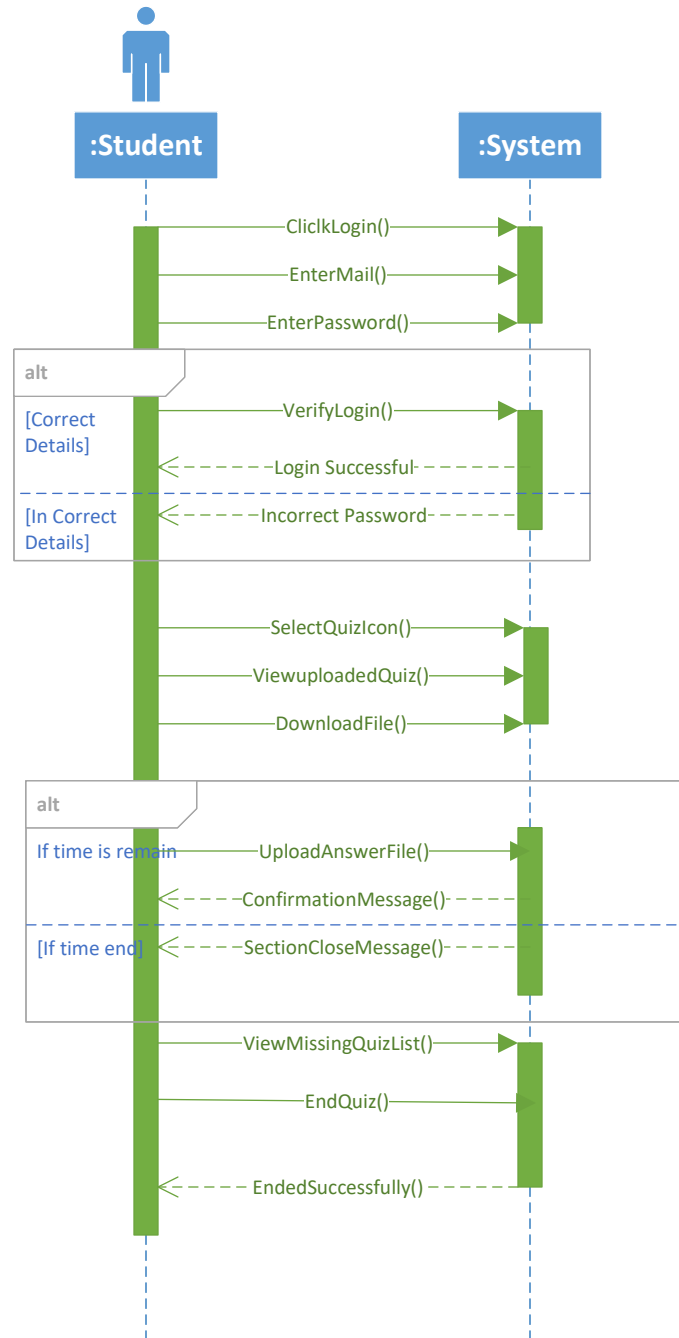 :Student
:System
CliclkLogin()
EnterMail()
EnterPassword()
alt
[Correct
Details]
VerifyLogin()
Login Successful
[In Correct
Details]
Incorrect Password
SelectQuizIcon()
ViewuploadedQuiz()
DownloadFile()
alt
If time is remain
UploadAnswerFile()
ConfirmationMessage()
[If time end]
SectionCloseMessage()
ViewMissingQuizList()
EndQuiz()
EndedSuccessfully()